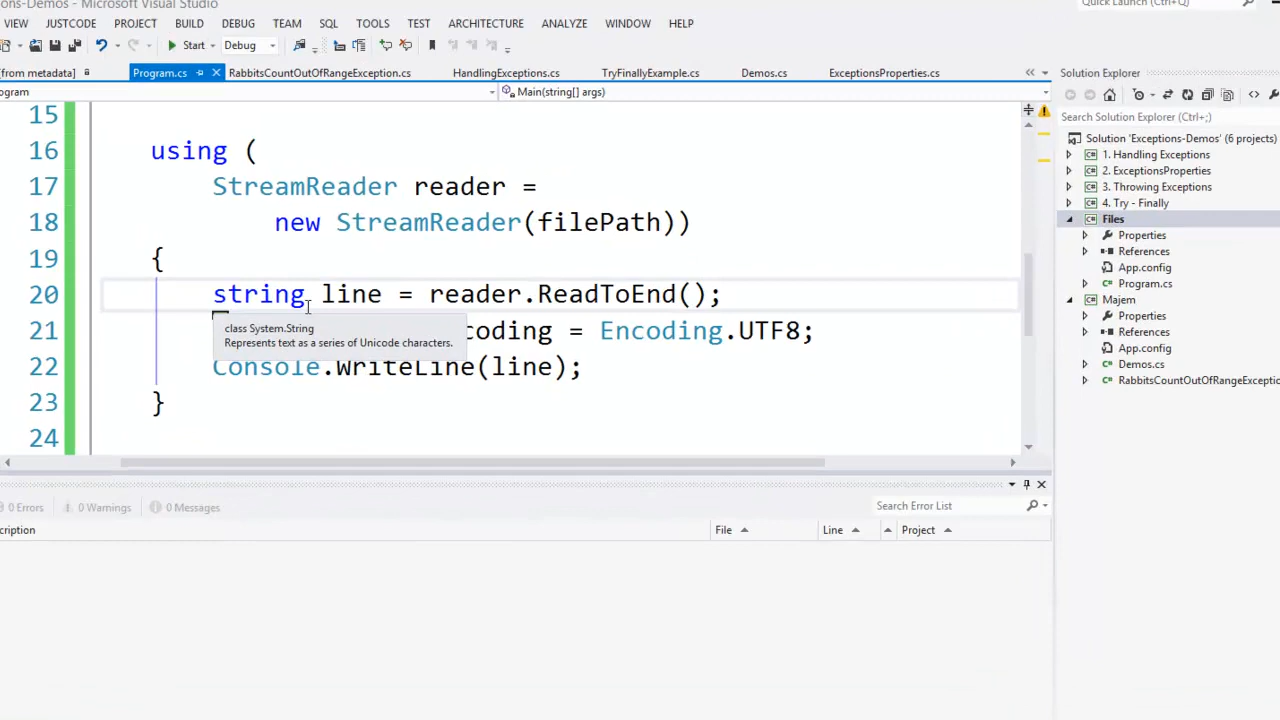 ons-Demos - Microsoft Visual Studio
Quick Launch (Ctrl+Q)
VIEW JUSTCODE PROJECT BUILD DEBUG TEAM SQL TOOLS TEST ARCHITECTURE ANALYZE WINDOW HELP
Start Debug
[from metadata] Program.cs RabbitsCountOutOfRangeException.cs HandlingExceptions.cs TryFinallyExample.cs Demos.cs ExceptionsProperties.cs
ogram Main(string[] args)
15
16 using (
17 StreamReader reader =
18 new StreamReader(filePath))
19 {
20 string line = reader.ReadToEnd();
21 coding = Encoding.UTF8;
22 Console.WriteLine(line);
23 }
24
class System.String
Represents text as a series of Unicode characters.
0 Errors 0 Warnings 0 Messages
Search Error List
cription File Line Project
Solution Explorer
Search Solution Explorer (Ctrl+;)
Solution 'Exceptions-Demos' (6 projects)
1. Handling Exceptions
2. ExceptionsProperties
3. Throwing Exceptions
4. Try - Finally
Files
Properties
References
App.config
Program.cs
Majem
Properties
References
App.config
Demos.cs
RabbitsCountOutOfRangeExceptio